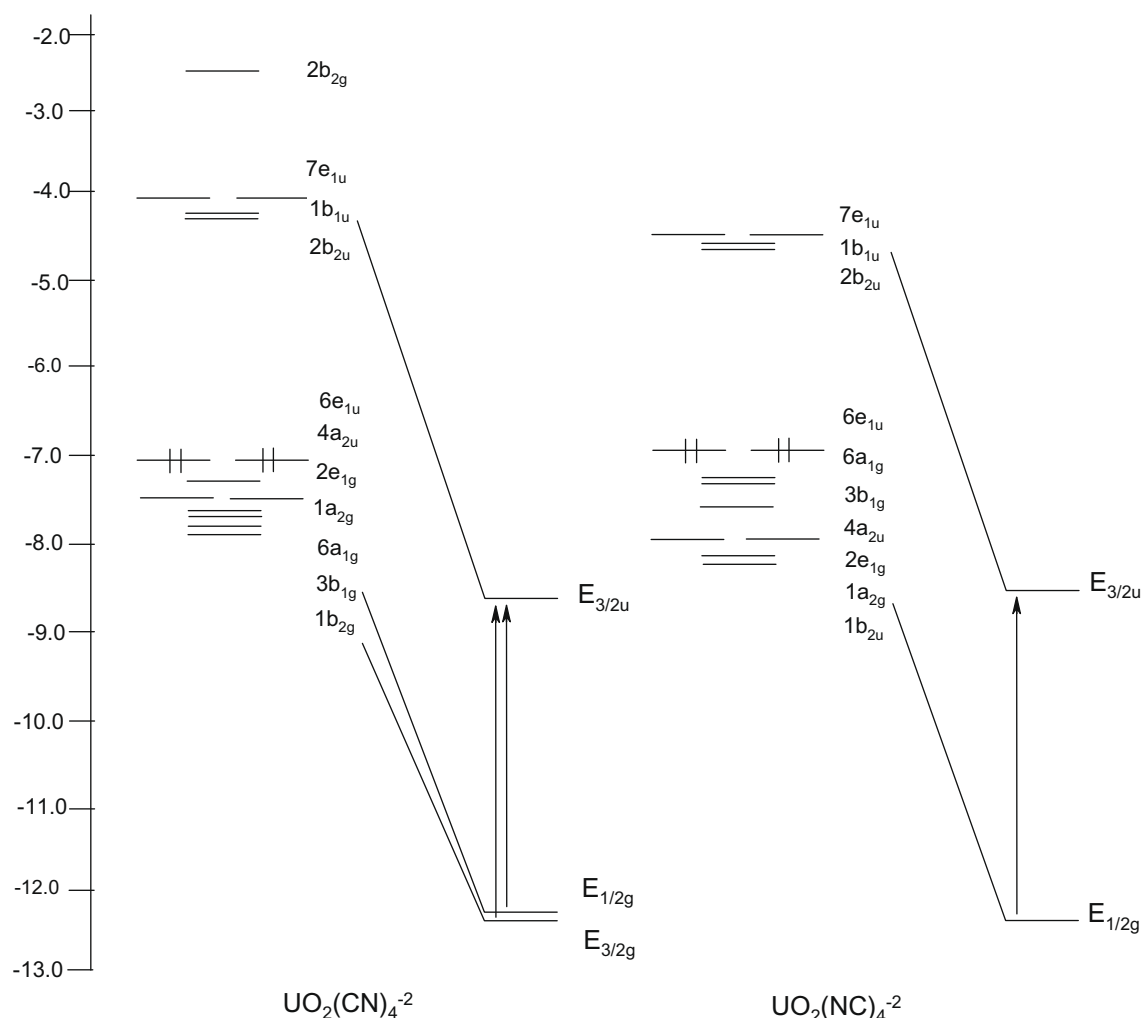 -2.0
-3.0
-4.0
-5.0
-6.0
-7.0
-8.0
-9.0
-10.0
-11.0
-12.0
-13.0
2b2g
7e1u
1b1u
2b2u
6e1u
4a2u
2e1g
1a2g
6a1g
3b1g
1b2g
E3/2u
E1/2g
E3/2g
UO2(CN)4-2
7e1u
1b1u
2b2u
6e1u
6a1g
3b1g
4a2u
2e1g
1a2g
1b2u
E3/2u
E1/2g
UO2(NC)4-2